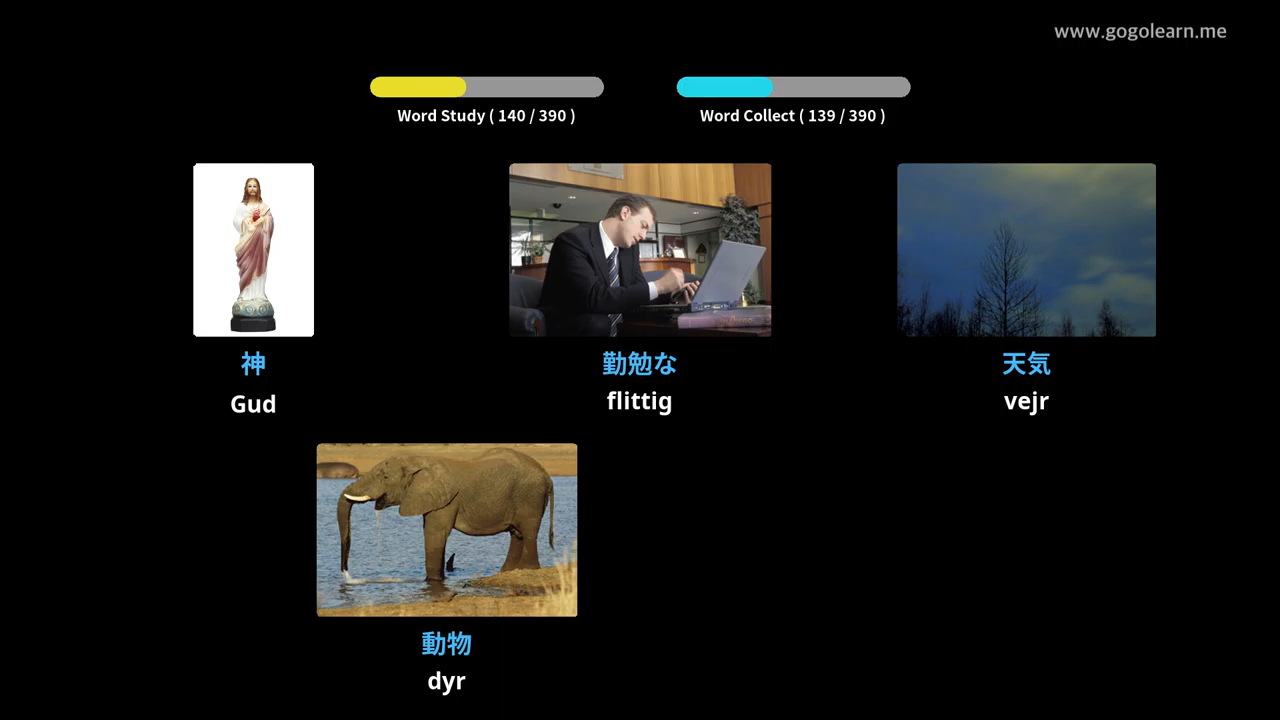 www.gogolearn.me
Word Study ( 140 / 390 )
Word Collect ( 139 / 390 )
神
Gud
勤勉な
flittig
天気
vejr
動物
dyr